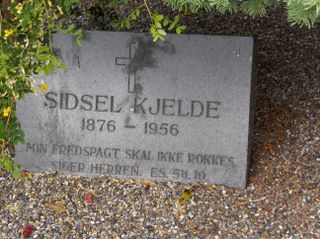 SIDSEL KJELDE
1876 - 1956
MIN FREDSPAGT SKAL IKKE ROKKES,
SIGER HERREN. ES. 54.10